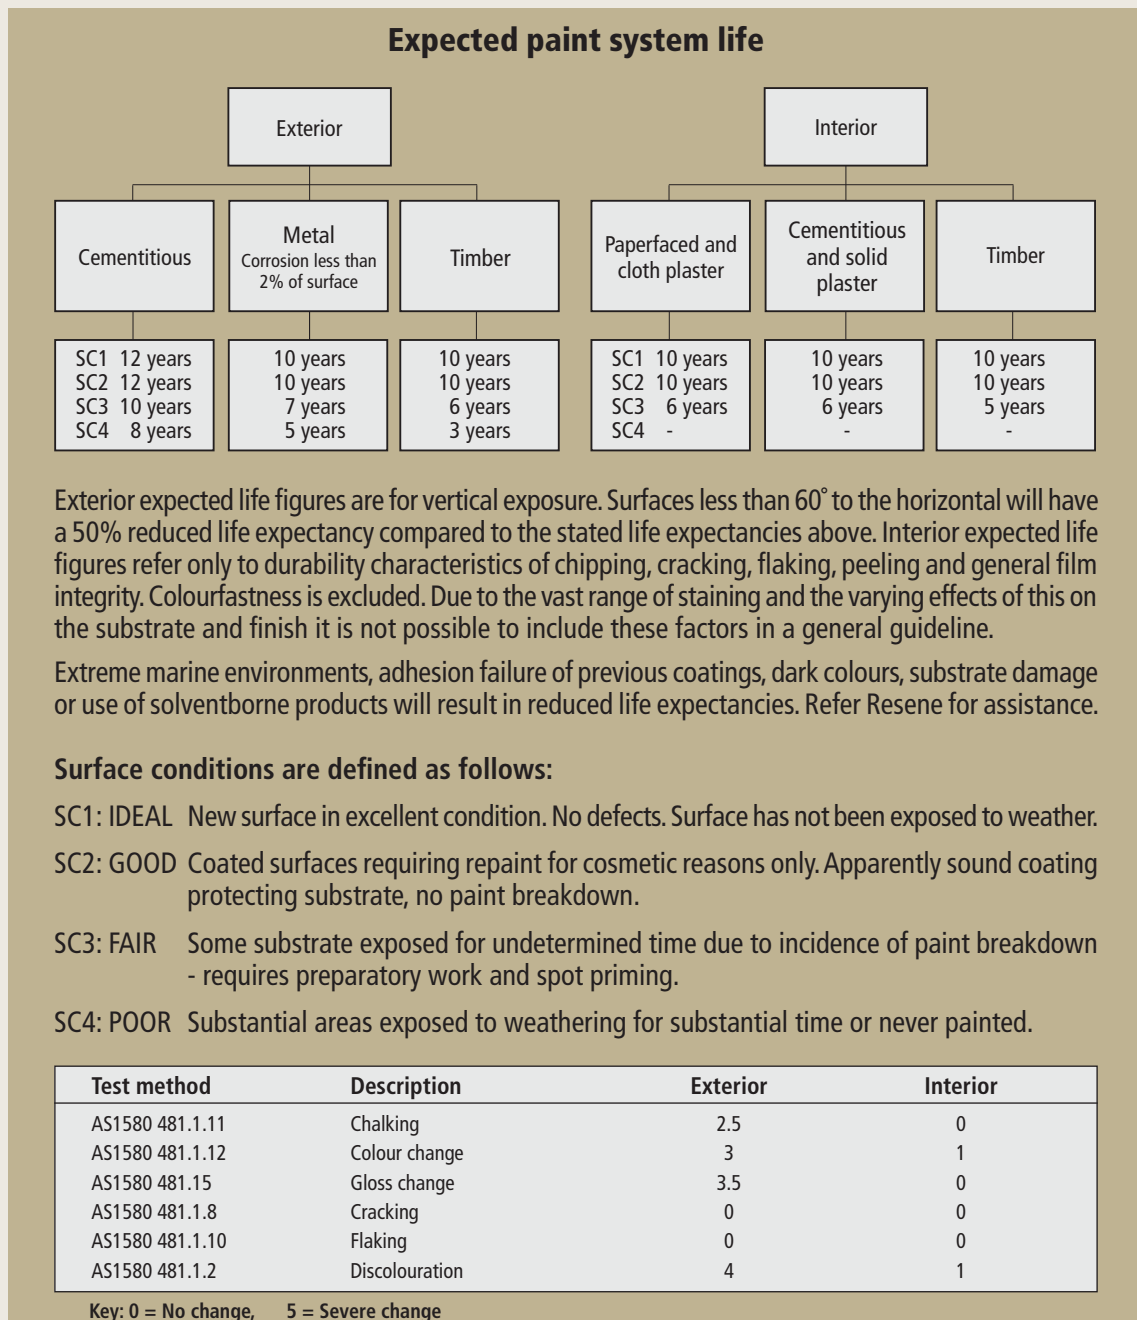 Expected paint system life
Exterior
Interior
Cementitious
Metal
Corrosion less than
2% of surface
Timber
Paperfaced and
cloth plaster
Cementitious
and solid
plaster
Timber
SC1 12 years
SC2 12 years
SC3 10 years
SC4 8 years
10 years
10 years
7 years
5 years
10 years
10 years
6 years
3 years
SC1 10 years
SC2 10 years
SC3 6 years
SC4 -
10 years
10 years
6 years
-
10 years
10 years
5 years
-
Exterior expected life figures are for vertical exposure. Surfaces less than 60° to the horizontal will have
a 50% reduced life expectancy compared to the stated life expectancies above. Interior expected life
figures refer only to durability characteristics of chipping, cracking, flaking, peeling and general film
integrity. Colourfastness is excluded. Due to the vast range of staining and the varying effects of this on
the substrate and finish it is not possible to include these factors in a general guideline.
Extreme marine environments, adhesion failure of previous coatings, dark colours, substrate damage
or use of solventborne products will result in reduced life expectancies. Refer Resene for assistance.
Surface conditions are defined as follows:
SC1: IDEAL New surface in excellent condition. No defects. Surface has not been exposed to weather.
SC2: GOOD Coated surfaces requiring repaint for cosmetic reasons only. Apparently sound coating
protecting substrate, no paint breakdown.
SC3: FAIR Some substrate exposed for undetermined time due to incidence of paint breakdown
- requires preparatory work and spot priming.
SC4: POOR Substantial areas exposed to weathering for substantial time or never painted.
Test method Description Exterior Interior
AS1580 481.1.11 Chalking 2.5 0
AS1580 481.1.12 Colour change 3 1
AS1580 481.15 Gloss change 3.5 0
AS1580 481.1.8 Cracking 0 0
AS1580 481.1.10 Flaking 0 0
AS1580 481.1.2 Discolouration 4 1
Key: 0 = No change, 5 = Severe change